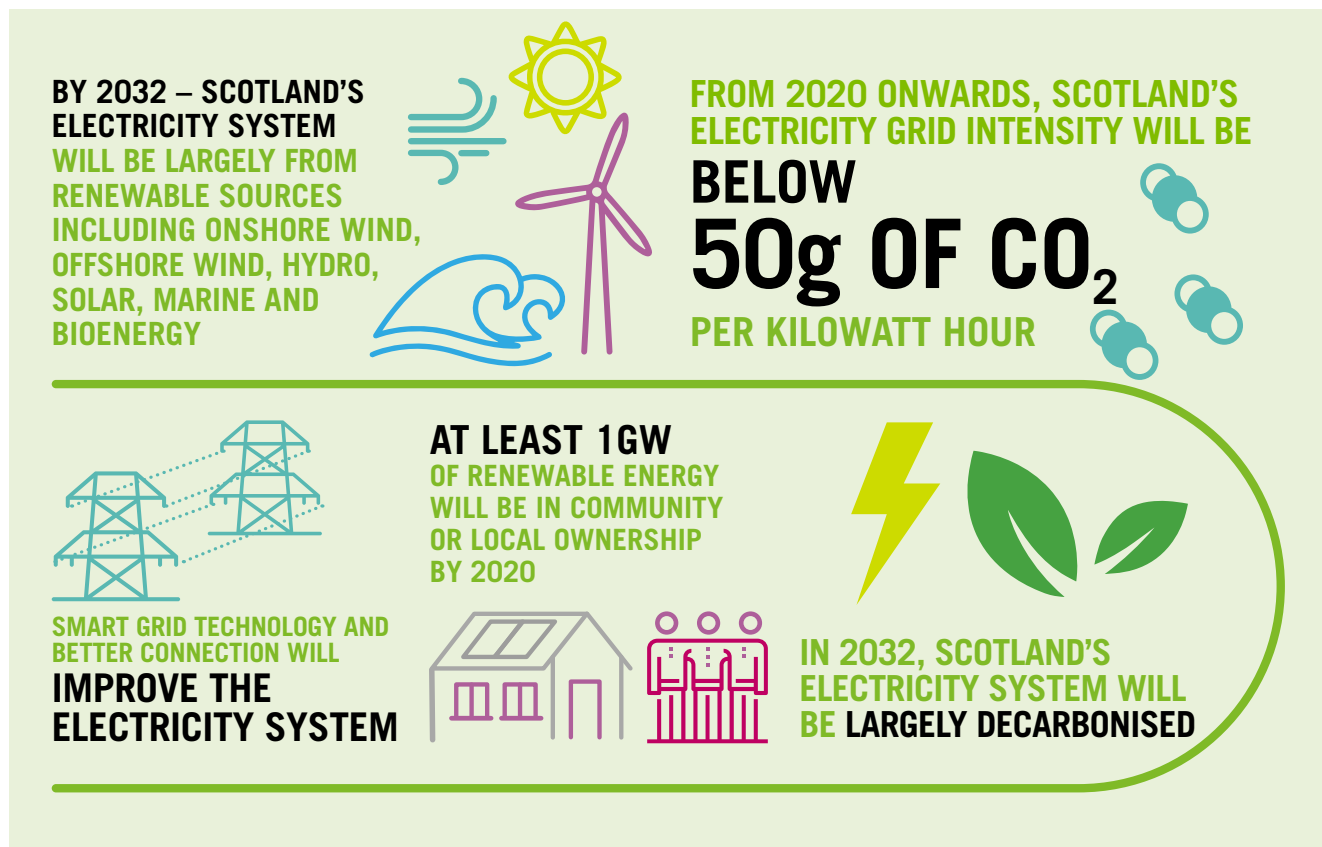 BY 2032 – SCOTLAND'S
ELECTRICITY SYSTEM
WILL BE LARGELY FROM
RENEWABLE SOURCES
INCLUDING ONSHORE WIND,
OFFSHORE WIND, HYDRO,
SOLAR, MARINE AND
BIOENERGY
FROM 2020 ONWARDS, SCOTLAND'S
ELECTRICITY GRID INTENSITY WILL BE
BELOW
50g OF CO₂
PER KILOWATT HOUR
SMART GRID TECHNOLOGY AND
BETTER CONNECTION WILL
IMPROVE THE
ELECTRICITY SYSTEM
AT LEAST 1GW
OF RENEWABLE ENERGY
WILL BE IN COMMUNITY
OR LOCAL OWNERSHIP
BY 2020
IN 2032, SCOTLAND'S
ELECTRICITY SYSTEM WILL
BE LARGELY DECARBONISED